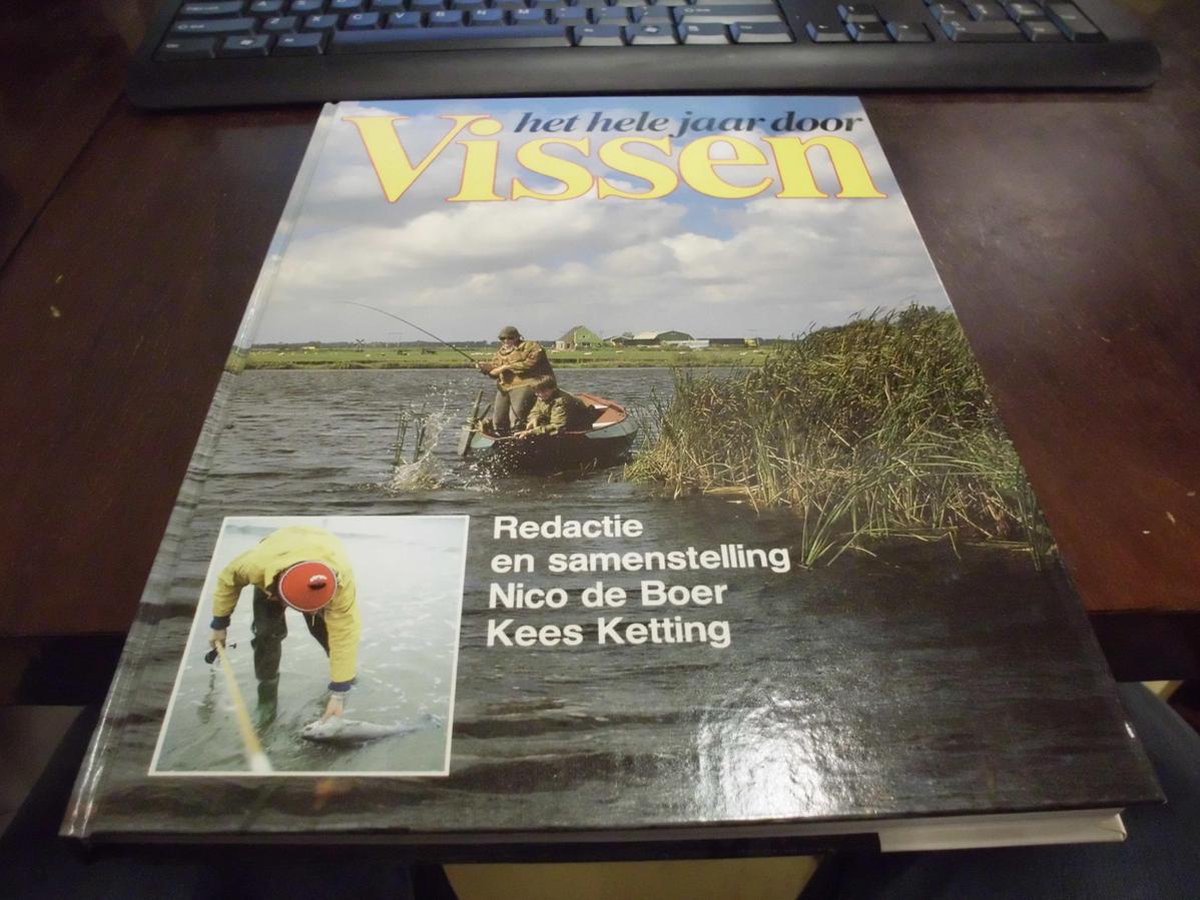 het hele jaar door
Vissen
Redactie
en samenstelling
Nico de Boer
Kees Ketting